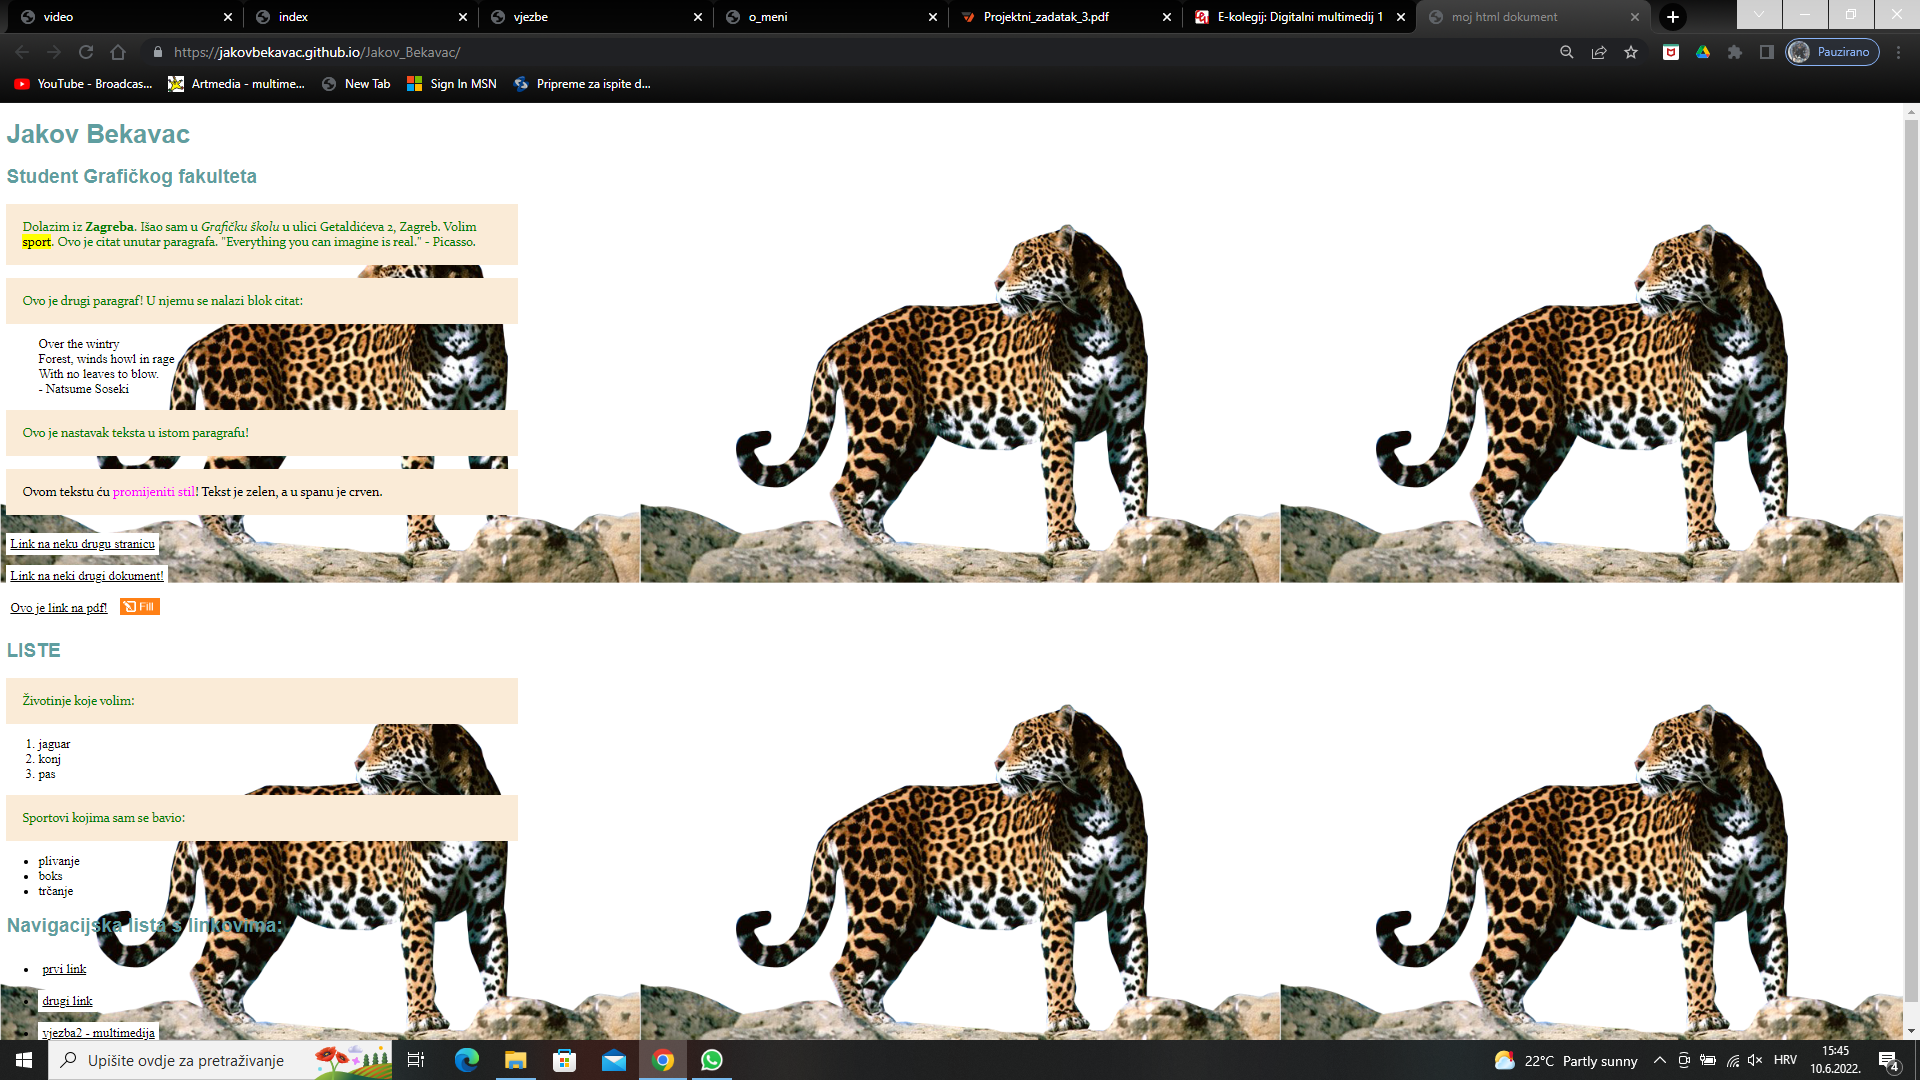 video
index
vjezbe
o_meni
Projektni_zadatak_3.pdf
E-kolegij: Digitalni multimedij 1
moj html dokument
https://jakovbekavac.github.io/Jakov_Bekavac/
Pauzirano
YouTube - Broadcas...
Artmedia - multime...
New Tab
Sign In MSN
Pripreme za ispite d...
Jakov Bekavac
Student Grafičkog fakulteta
Dolazim iz Zagreba. Išao sam u Grafičku školu u ulici Getaldićeva 2, Zagreb. Volim
sport. Ovo je citat unutar paragrafa. "Everything you can imagine is real." - Picasso.
Ovo je drugi paragraf! U njemu se nalazi blok citat:
Over the wintry
Forest, winds howl in rage
With no leaves to blow.
- Natsume Soseki
Ovo je nastavak teksta u istom paragrafu!
Ovom tekstu ću promijeniti stil! Tekst je zelen, a u spanu je crven.
Link na neku drugu stranicu
Link na neki drugi dokument!
Ovo je link na pdf!
Fill
LISTE
Životinje koje volim:
1. jaguar
2. konj
3. pas
Sportovi kojima sam se bavio:
• plivanje
• boks
• trčanje
Navigacijska lista s linkovima:
• prvi link
• drugi link
• vjezba2 - multimedija
Upišite ovdje za pretraživanje
22°C Partly sunny
HRV
15:45
10.6.2022.
4